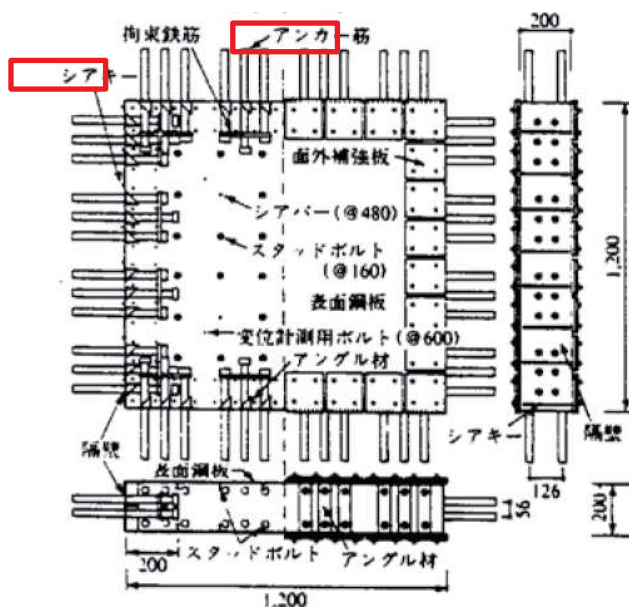 200
拘束鉄筋
アンカー筋
シアキー
面外補強板
シアバー(@480)
スタッドボルト
(@160)
表面鋼板
1,200
変位計測用ボルト(@600)
アングル材
シアキー
隔壁
隔壁
126
表面鋼板
56
200
スタッドボルト
アングル材
200
1,200